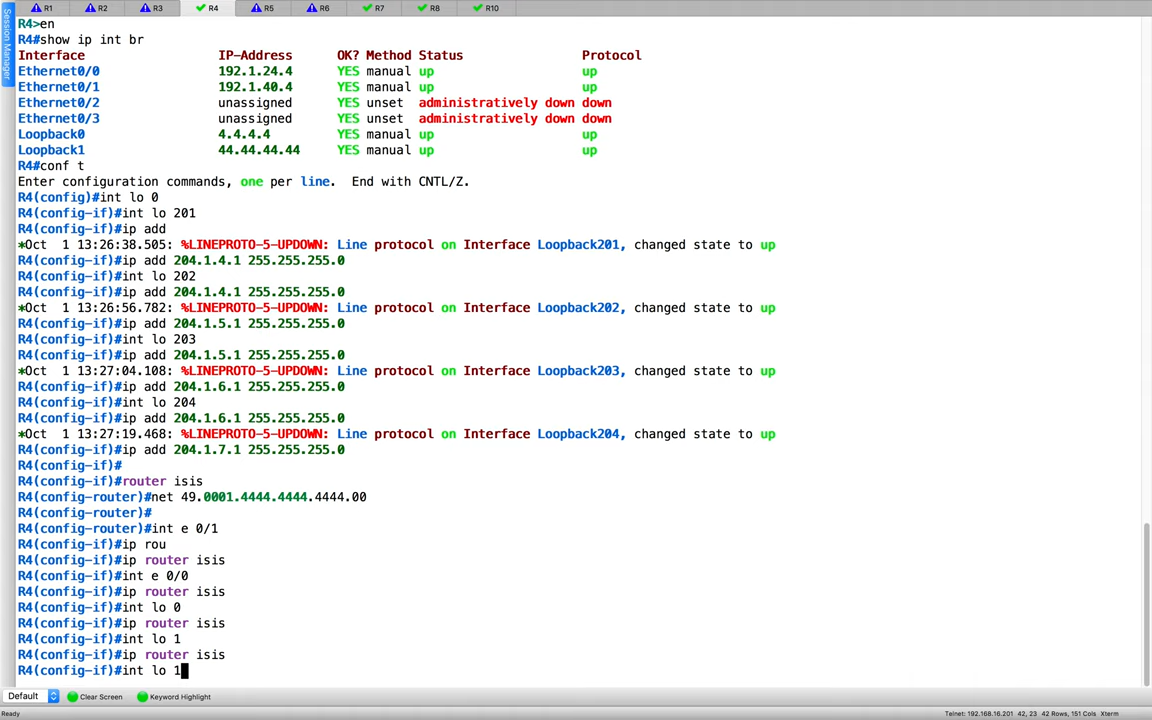 Session Manager
R1 R2 R3 R4 R5 R6 R7 R8 R10
R4>en
R4#show ip int br
Interface IP-Address OK? Method Status Protocol
Ethernet0/0 192.1.24.4 YES manual up up
Ethernet0/1 192.1.40.4 YES manual up up
Ethernet0/2 unassigned YES unset administratively down down
Ethernet0/3 unassigned YES unset administratively down down
Loopback0 4.4.4.4 YES manual up up
Loopback1 44.44.44.44 YES manual up up
R4#conf t
Enter configuration commands, one per line. End with CNTL/Z.
R4(config)#int lo 0
R4(config-if)#int lo 201
R4(config-if)#ip add
*Oct 1 13:26:38.505: %LINEPROTO-5-UPDOWN: Line protocol on Interface Loopback201, changed state to up
R4(config-if)#ip add 204.1.4.1 255.255.255.0
R4(config-if)#int lo 202
R4(config-if)#ip add 204.1.4.1 255.255.255.0
*Oct 1 13:26:56.782: %LINEPROTO-5-UPDOWN: Line protocol on Interface Loopback202, changed state to up
R4(config-if)#ip add 204.1.5.1 255.255.255.0
R4(config-if)#int lo 203
R4(config-if)#ip add 204.1.5.1 255.255.255.0
*Oct 1 13:27:04.108: %LINEPROTO-5-UPDOWN: Line protocol on Interface Loopback203, changed state to up
R4(config-if)#ip add 204.1.6.1 255.255.255.0
R4(config-if)#int lo 204
R4(config-if)#ip add 204.1.6.1 255.255.255.0
*Oct 1 13:27:19.468: %LINEPROTO-5-UPDOWN: Line protocol on Interface Loopback204, changed state to up
R4(config-if)#ip add 204.1.7.1 255.255.255.0
R4(config-if)#
R4(config-if)#router isis
R4(config-router)#net 49.0001.4444.4444.4444.00
R4(config-router)#
R4(config-router)#int e 0/1
R4(config-if)#ip rou
R4(config-if)#ip router isis
R4(config-if)#int e 0/0
R4(config-if)#ip router isis
R4(config-if)#int lo 0
R4(config-if)#ip router isis
R4(config-if)#int lo 1
R4(config-if)#ip router isis
R4(config-if)#int lo 1
Default Clear Screen Keyword Highlight
Ready Telnet: 192.168.16.201 42, 23 42 Rows, 151 Cols Xterm